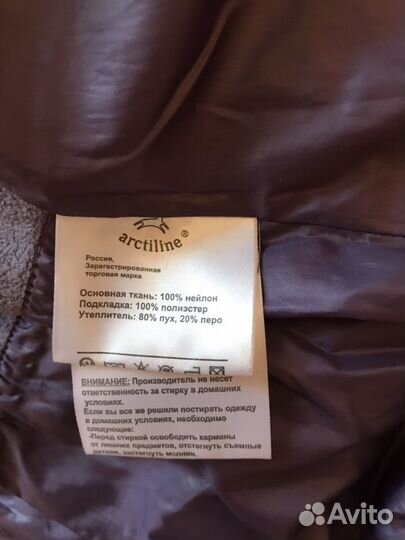 arctiline®
Россия,
Зарегестрированная
торговая марка
Основная ткань: 100% нейлон
Подкладка: 100% полиэстер
Утеплитель: 80% пух, 20% перо
ВНИМАНИЕ: Производитель не несет
ответственность за стирку в домашних
условиях.
Если вы все же решили постирать одежду
в домашних условиях, необходимо
следующее:
-Перед стиркой освободить карманы
от лишних предметов, отстегнуть съемные
детали, застегнуть молнии.
Avito